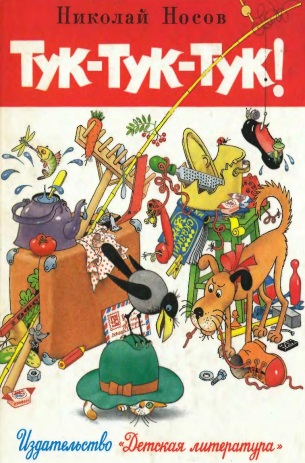 Николай Носов
Тук-Тук-Тук!
Издательство «Детская литература»